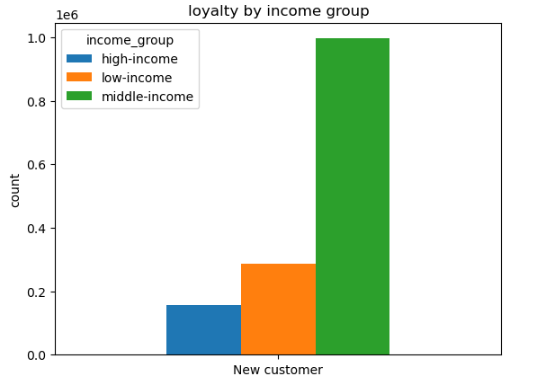 loyalty by income group
1e6
income_group
high-income
low-income
middle-income
1.0
0.8
0.6
0.4
0.2
0.0
count
New customer